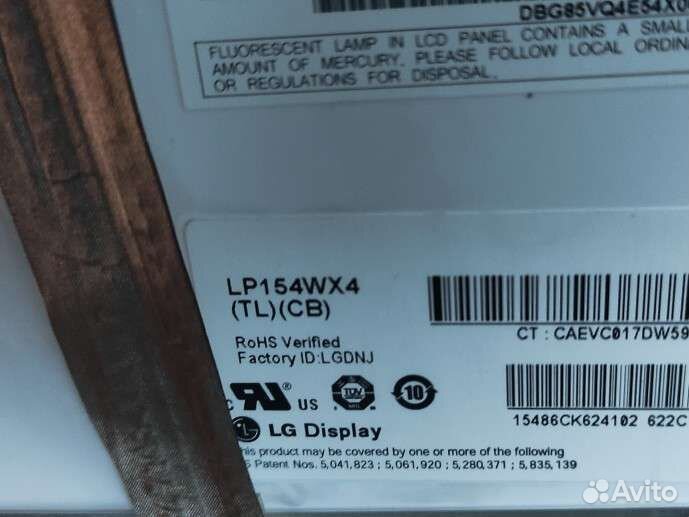 DBG85VQ4E54X0
FLUORESCENT LAMP IN LCD PANEL CONTAINS A SMALL
AMOUNT OF MERCURY. PLEASE FOLLOW LOCAL ORDIN
OR REGULATIONS FOR DISPOSAL.
LP154WX4
(TL)(CB)
RoHS Verified
Factory ID:LGDNJ
CT : CAEVC017DW59
c RU US TÜV 10
15486CK624102 622C
LG Display
his product may be covered by one or more of the following
S Patent Nos. 5,041,823 ; 5,061,920 ; 5,280,371 ; 5,835,139
Avito